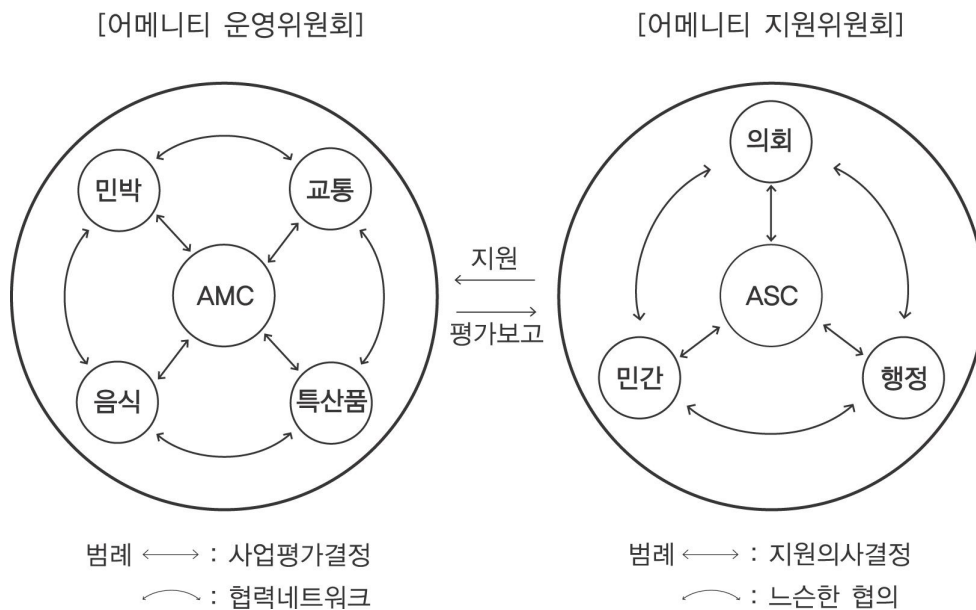 [어메니티 운영위원회]
민박
교통
AMC
음식
특산품
범례 : 사업평가결정
: 협력네트워크
지원
평가보고
[어메니티 지원위원회]
의회
ASC
민간
행정
범례 : 지원의사결정
: 느슨한 협의